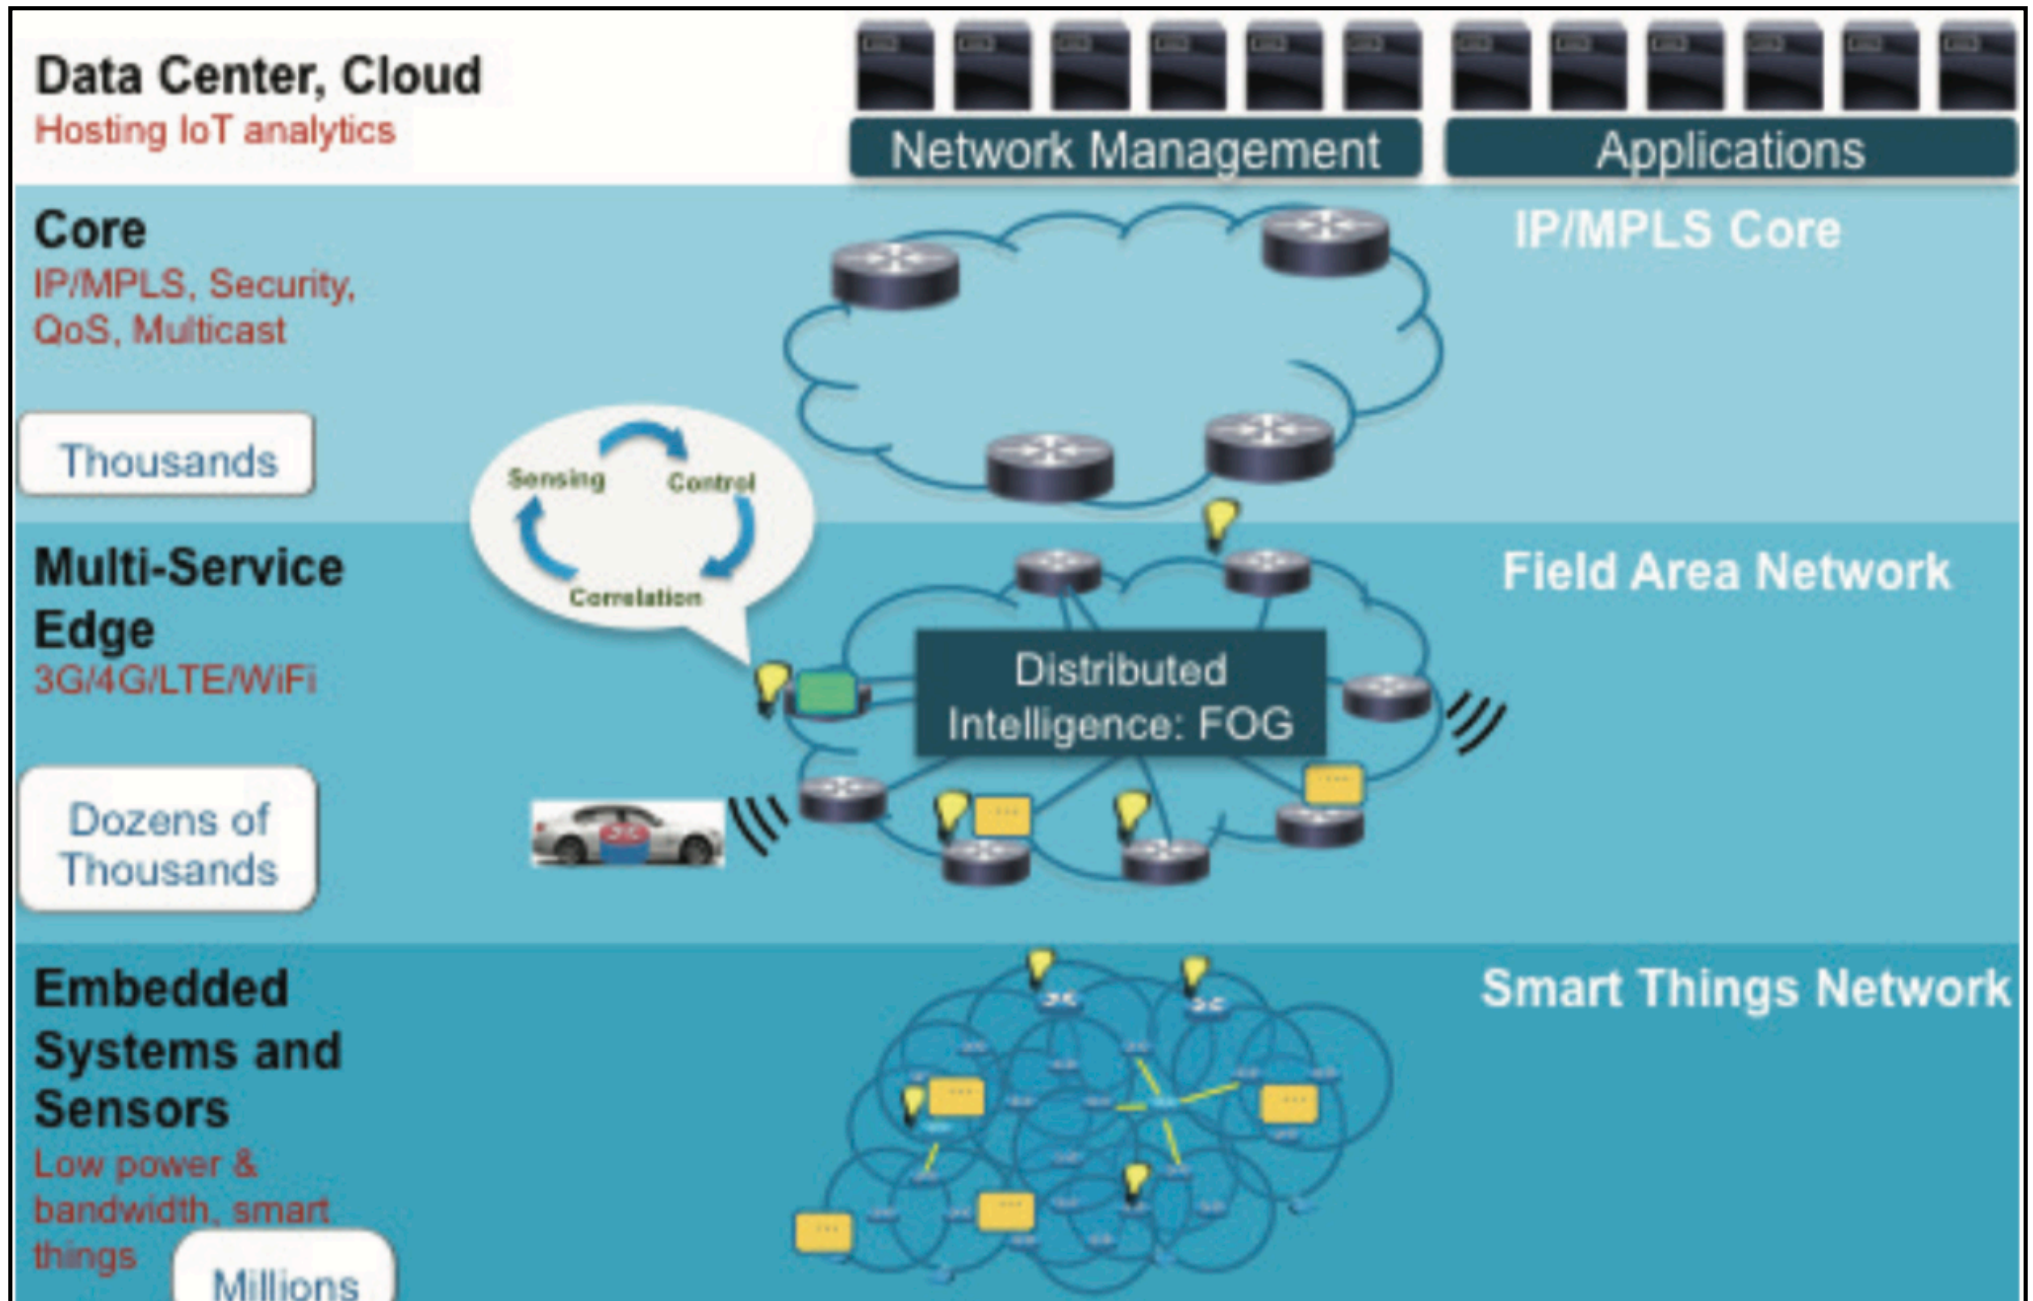 Data Center, Cloud
Hosting IoT analytics
Network Management
Applications
Core
IP/MPLS, Security,
QoS, Multicast
IP/MPLS Core
Thousands
Sensing
Control
Correlation
Multi-Service
Edge
3G/4G/LTE/WiFi
Field Area Network
Distributed
Intelligence: FOG
Dozens of
Thousands
Embedded
Systems and
Sensors
Low power &
bandwidth, smart
things
Smart Things Network
Millions